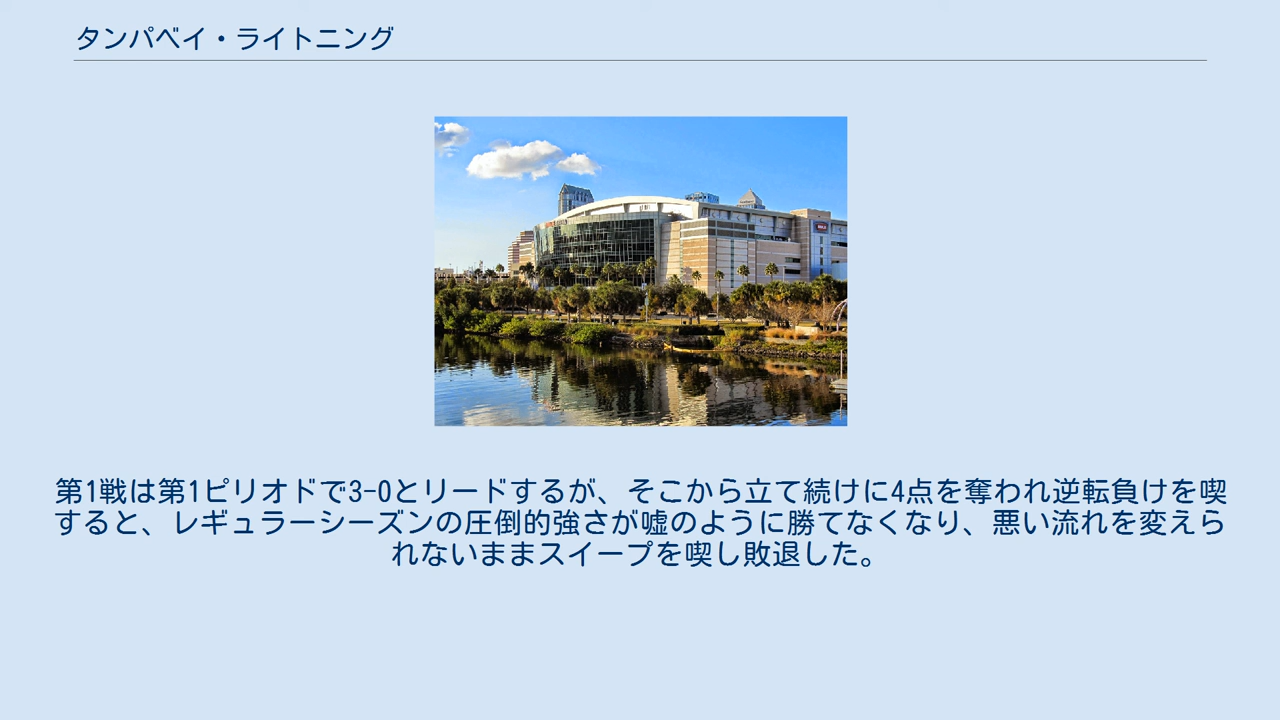 タンパベイ・ライトニング
第1戦は第1ピリオドで3-0とリードするが、そこから立て続けに4点を奪われ逆転負けを喫
すると、レギュラーシーズンの圧倒的強さが嘘のように勝てなくなり、悪い流れを変えら
れないままスイープを喫し敗退した。